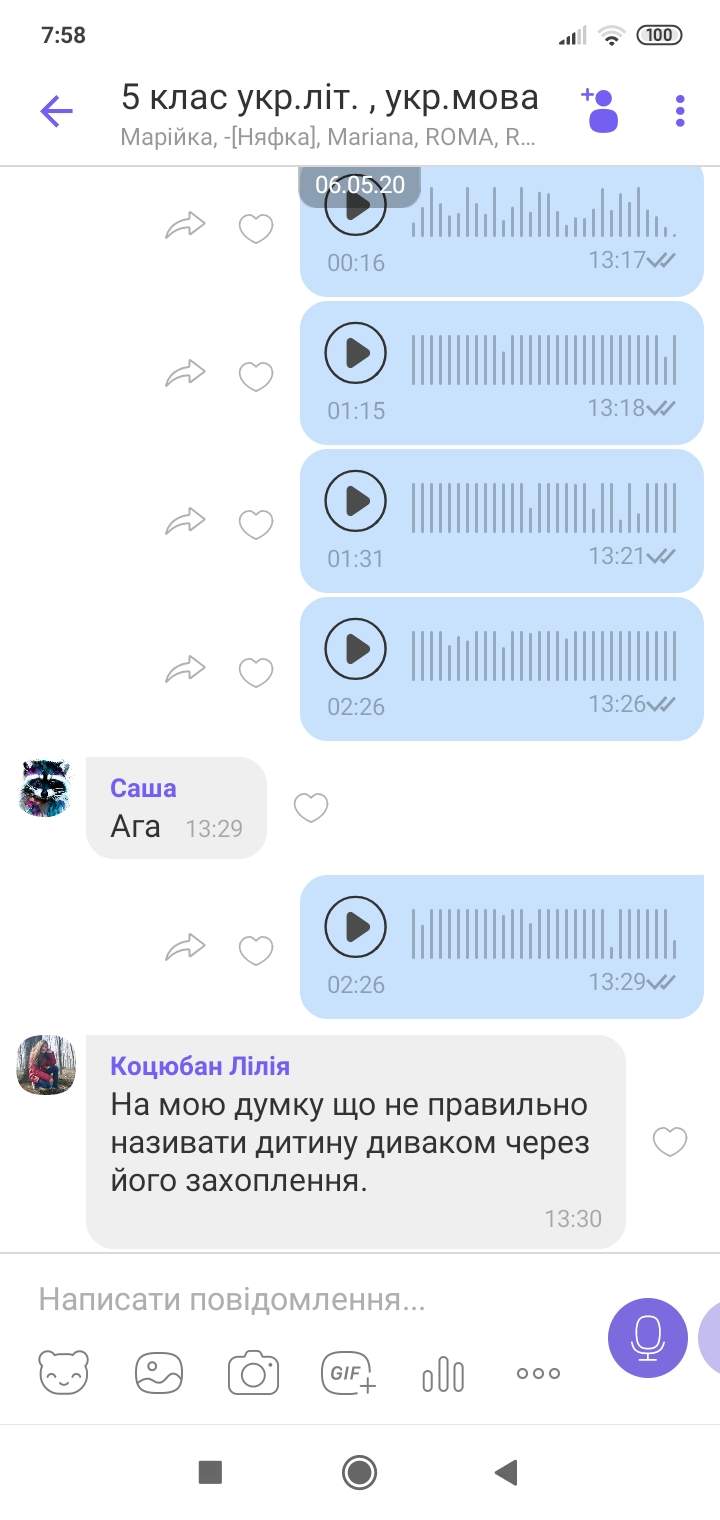 7:58
100
5 клас укр.літ. , укр.мова
Марійка, -[Няфка], Mariana, ROMA, R...
06.05.20
00:16
13:17
01:15
13:18
01:31
13:21
02:26
13:26
Саша
Ага 13:29
02:26
13:29
Коцюбан Лілія
На мою думку що не правильно
називати дитину диваком через
його захоплення.
13:30
Написати повідомлення...
GIF